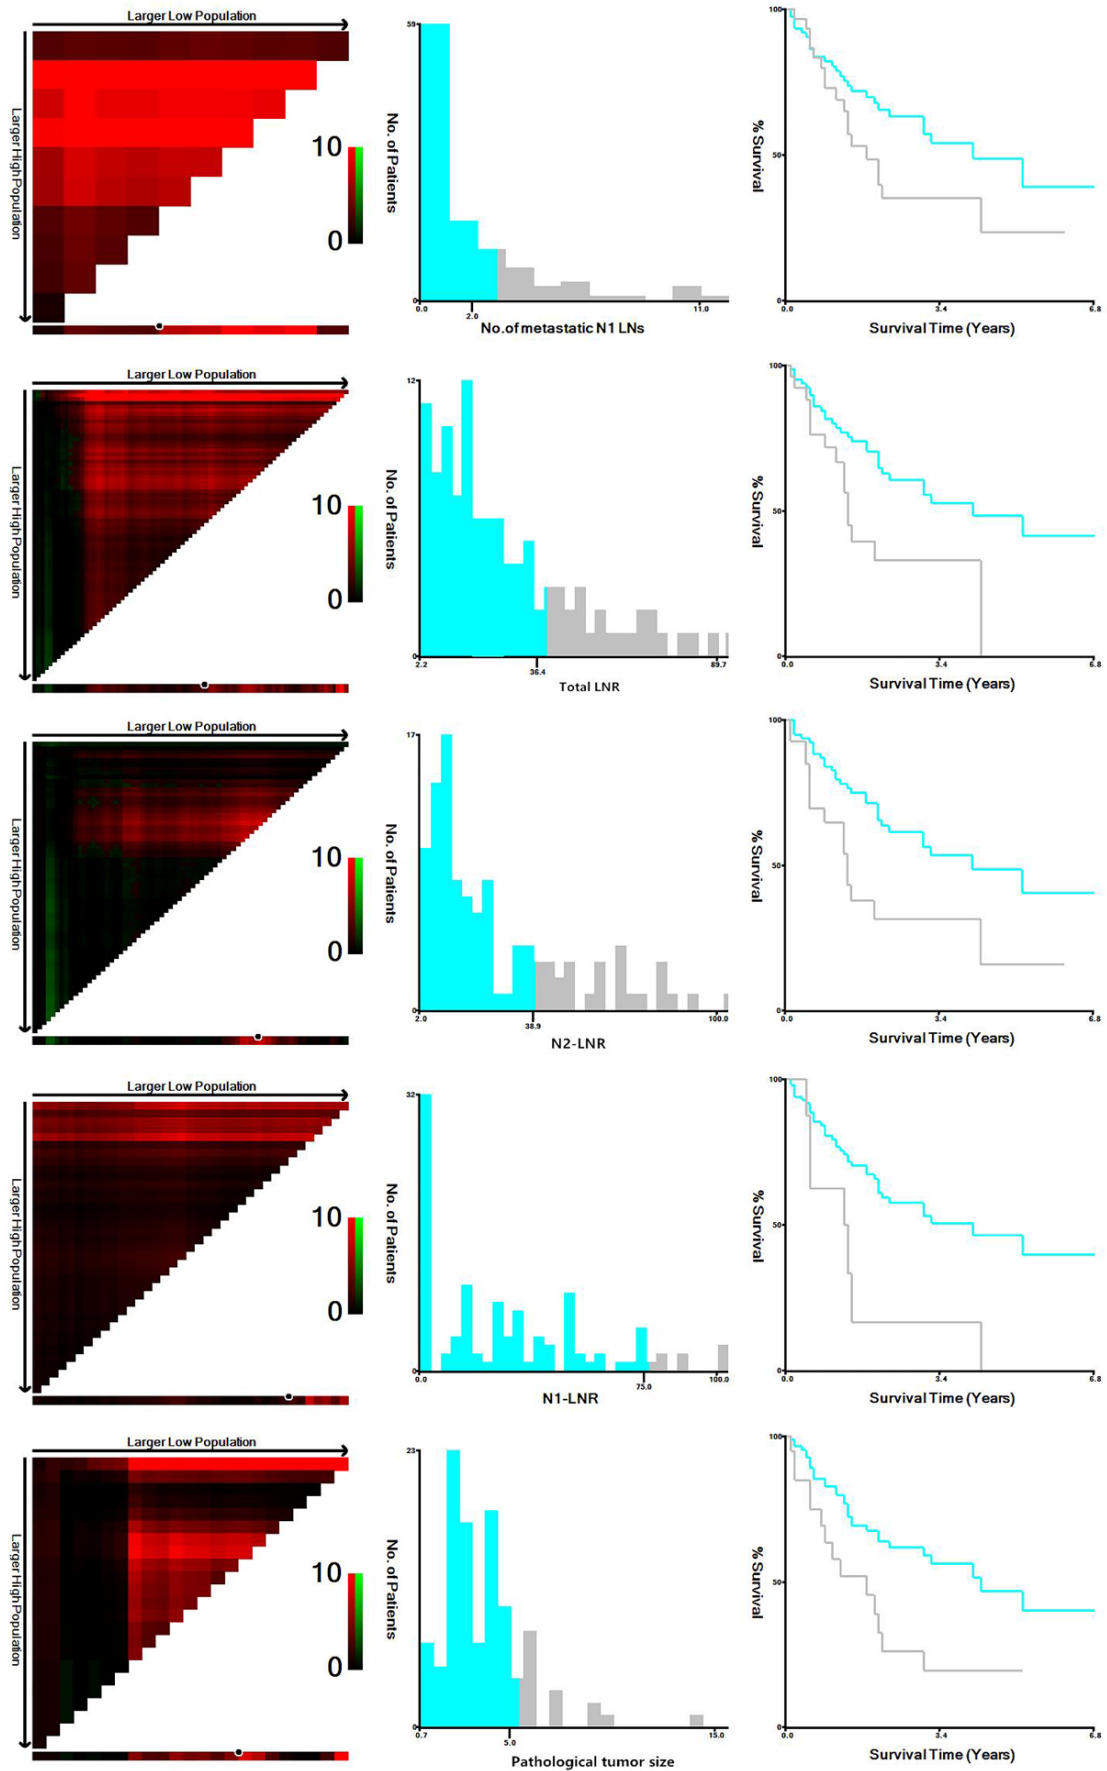 Larger Low Population
Larger High Population
10
0
59
No. of Patients
0
0.0
2.0
11.0
No.of metastatic N1 LNs
100
% Survival
50
0
0.0
3.4
6.8
Survival Time (Years)
Larger Low Population
Larger High Population
10
0
12
No. of Patients
0
2.2
36.4
89.7
Total LNR
100
% Survival
50
0
0.0
3.4
6.8
Survival Time (Years)
Larger Low Population
Larger High Population
10
0
17
No. of Patients
0
2.0
38.9
100.0
N2-LNR
100
% Survival
50
0
0.0
3.4
6.8
Survival Time (Years)
Larger Low Population
Larger High Population
10
0
32
No. of Patients
0
0.0
75.0
100.0
N1-LNR
100
% Survival
50
0
0.0
3.4
6.8
Survival Time (Years)
Larger Low Population
Larger High Population
10
0
23
No. of Patients
0
0.7
5.0
15.0
Pathological tumor size
100
% Survival
50
0
0.0
3.4
6.8
Survival Time (Years)